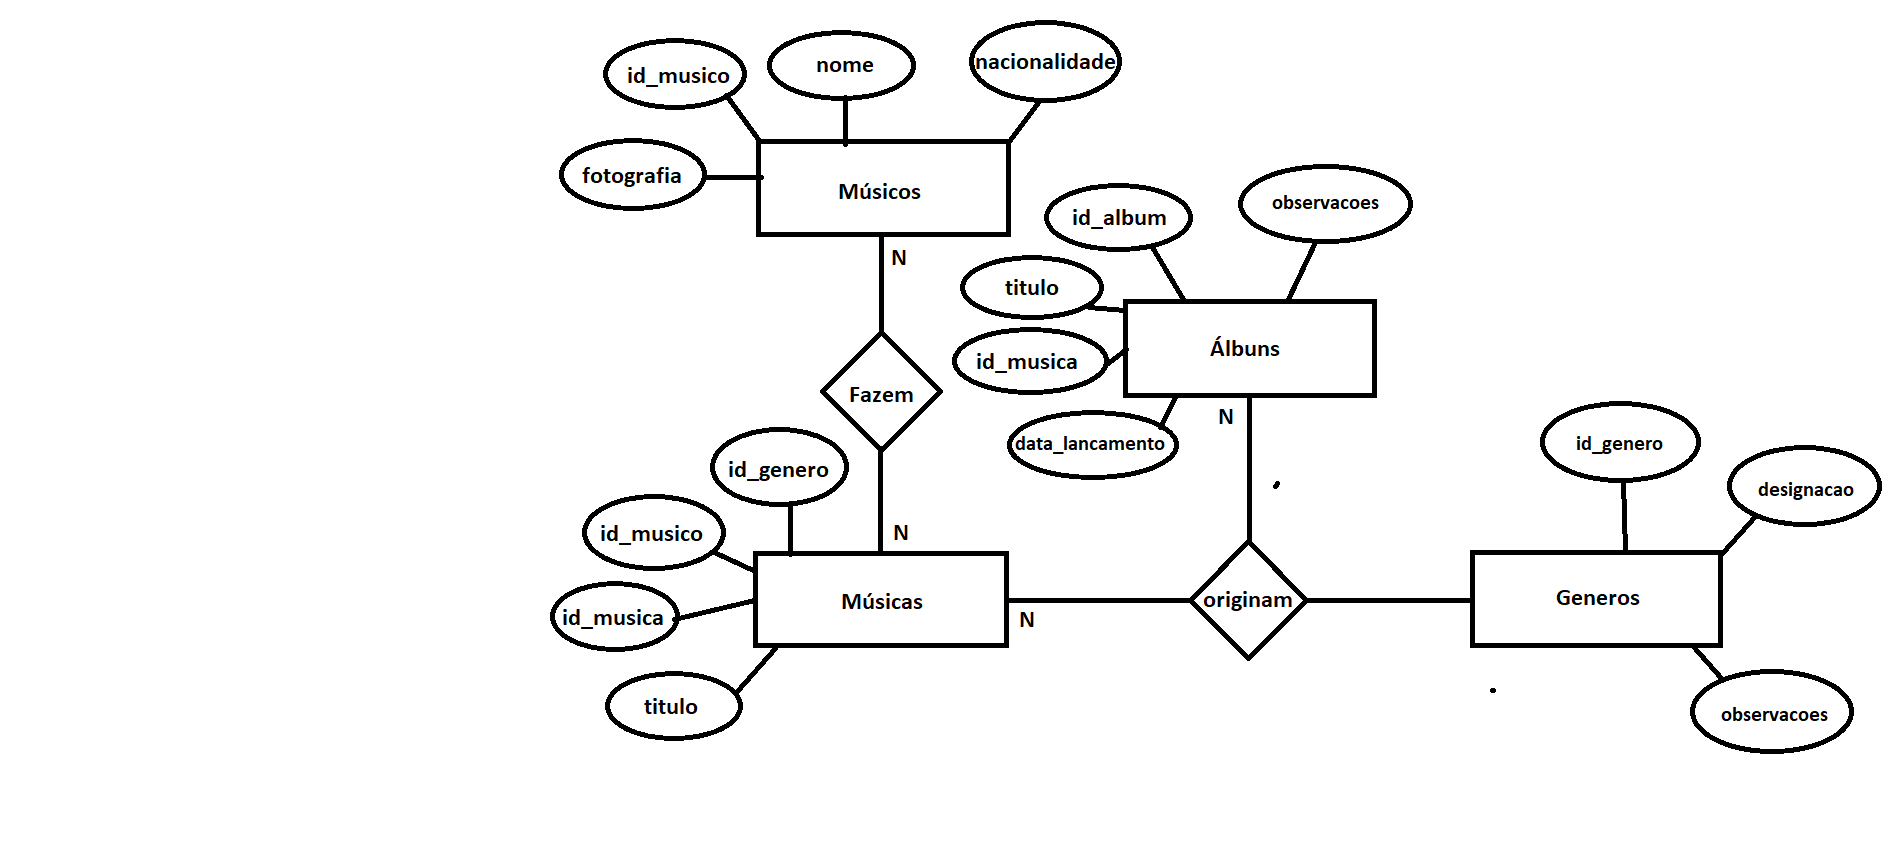 id_musico
nome
nacionalidade
fotografia
Músicos
N
id_album
observacoes
titulo
Álbuns
id_musica
Fazem
N
data_lancamento
id_genero
id_musico
N
id_genero
designacao
Músicas
originam
Generos
id_musica
N
titulo
observacoes